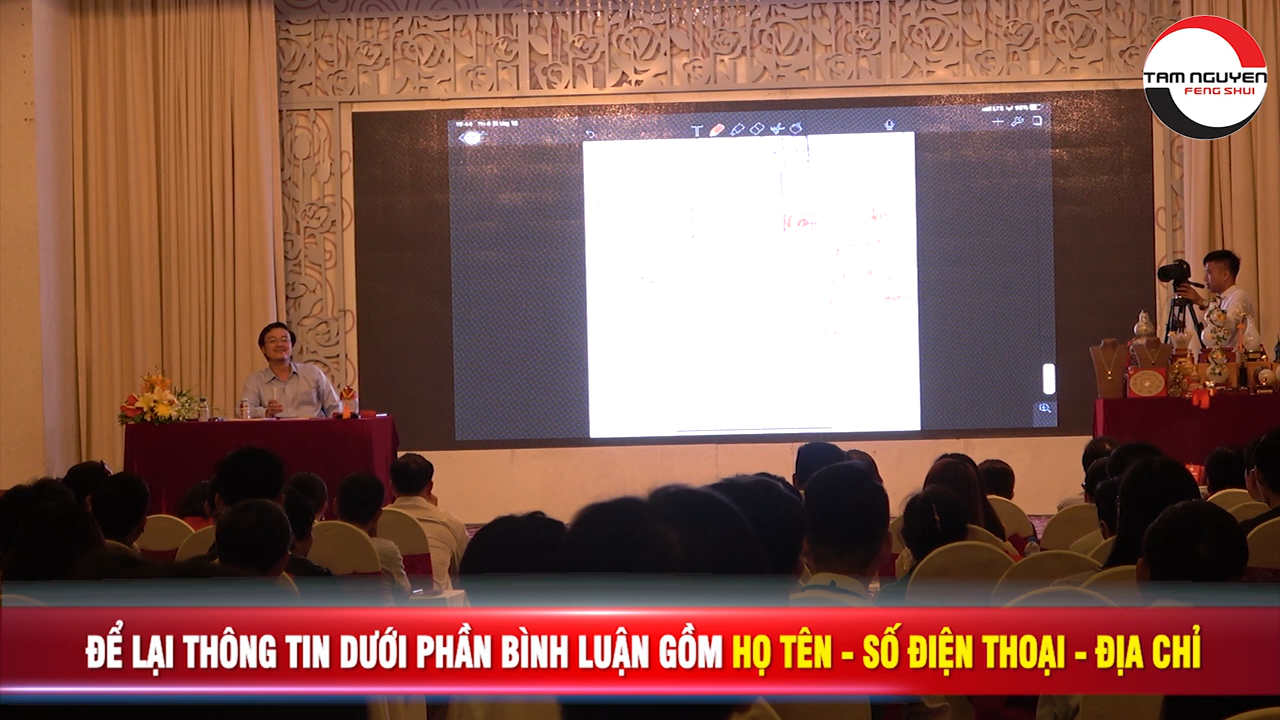 TAM NGUYEN
FENG SHUI
ĐỂ LẠI THÔNG TIN DƯỚI PHẦN BÌNH LUẬN GỒM HỌ TÊN - SỐ ĐIỆN THOẠI - ĐỊA CHỈ